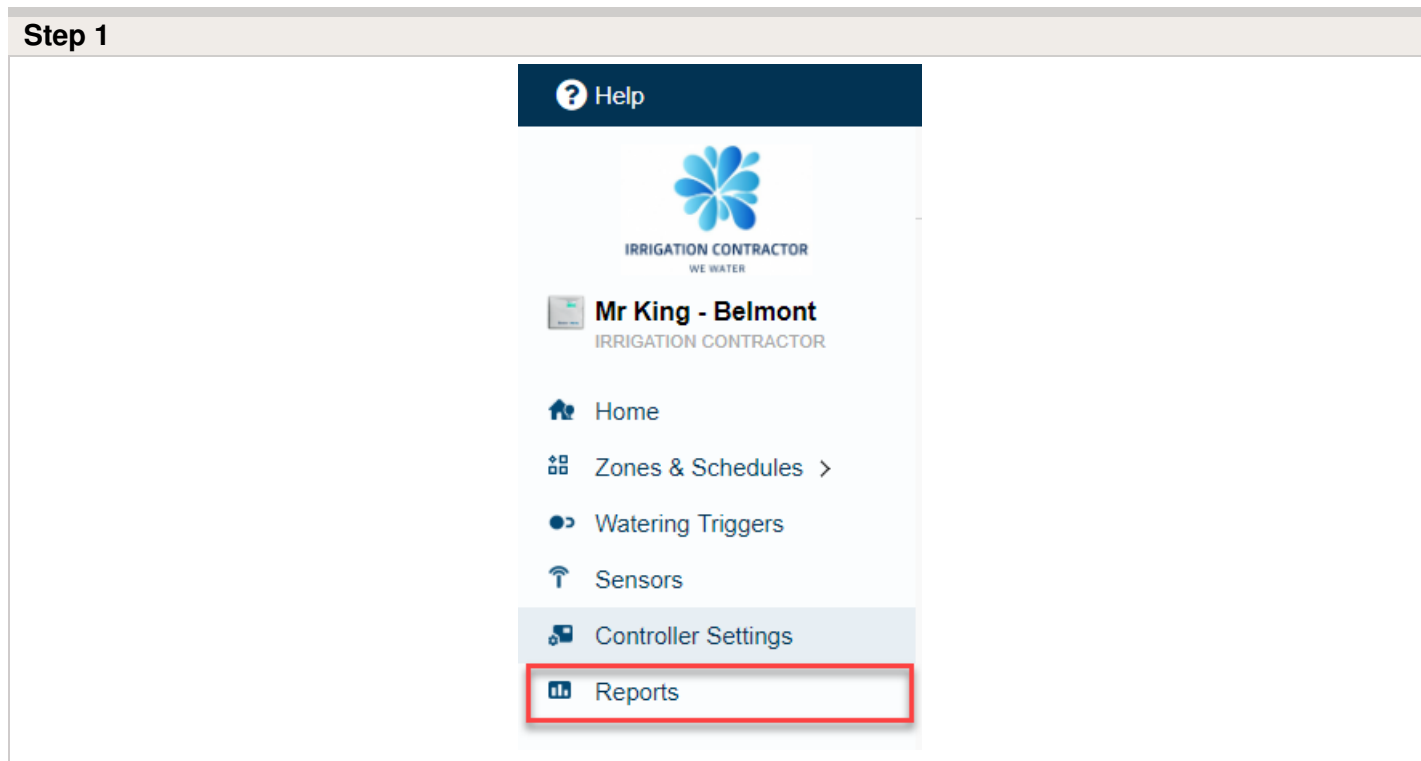 Step 1
? Help
IRRIGATION CONTRACTOR
WE WATER
Mr King - Belmont
IRRIGATION CONTRACTOR
Home
Zones & Schedules >
Watering Triggers
Sensors
Controller Settings
Reports